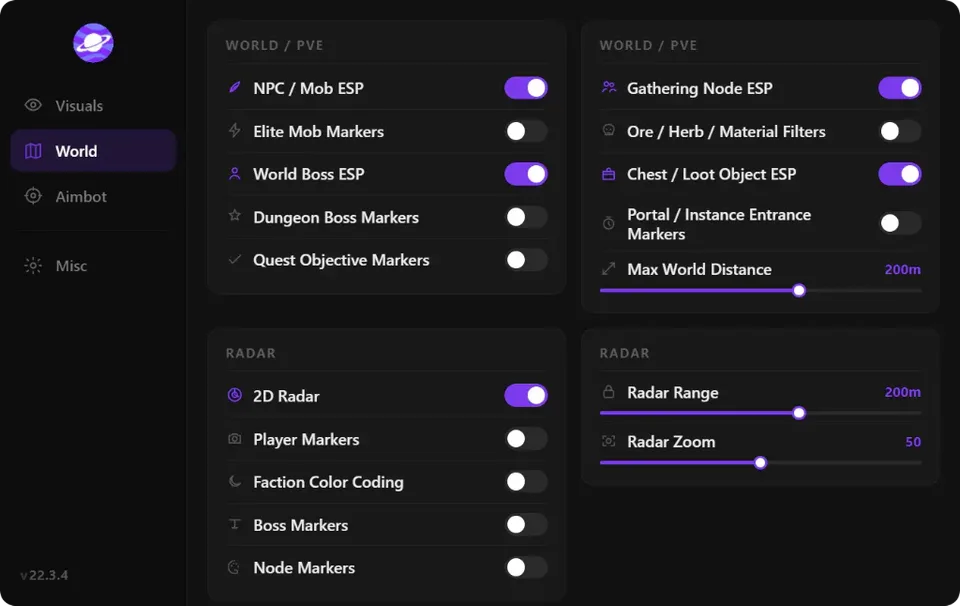 Visuals
World
Aimbot
Misc
v22.3.4
WORLD / PVE
NPC / Mob ESP
Elite Mob Markers
World Boss ESP
Dungeon Boss Markers
Quest Objective Markers
WORLD / PVE
Gathering Node ESP
Ore / Herb / Material Filters
Chest / Loot Object ESP
Portal / Instance Entrance
Markers
Max World Distance 200m
RADAR
2D Radar
Player Markers
Faction Color Coding
Boss Markers
Node Markers
RADAR
Radar Range 200m
Radar Zoom 50